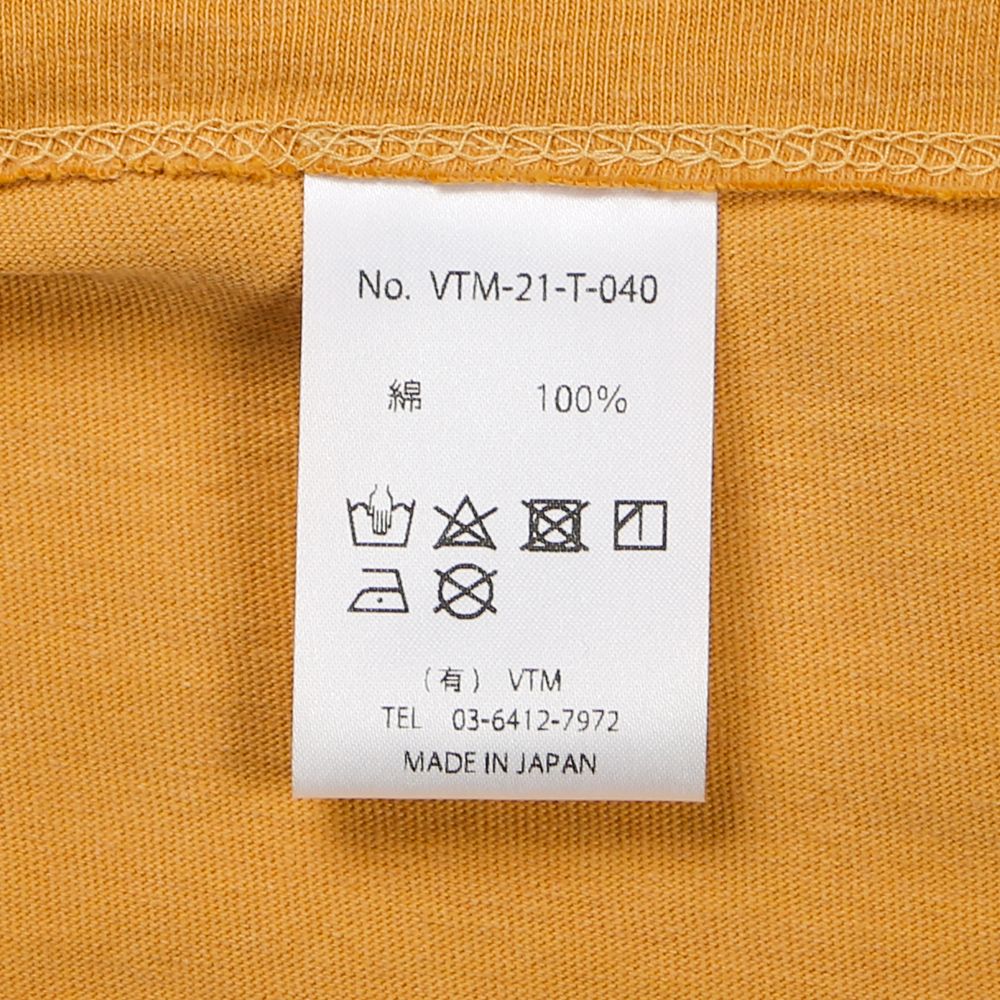 No. VTM-21-T-040
綿 100%
（有） VTM
TEL 03-6412-7972
MADE IN JAPAN